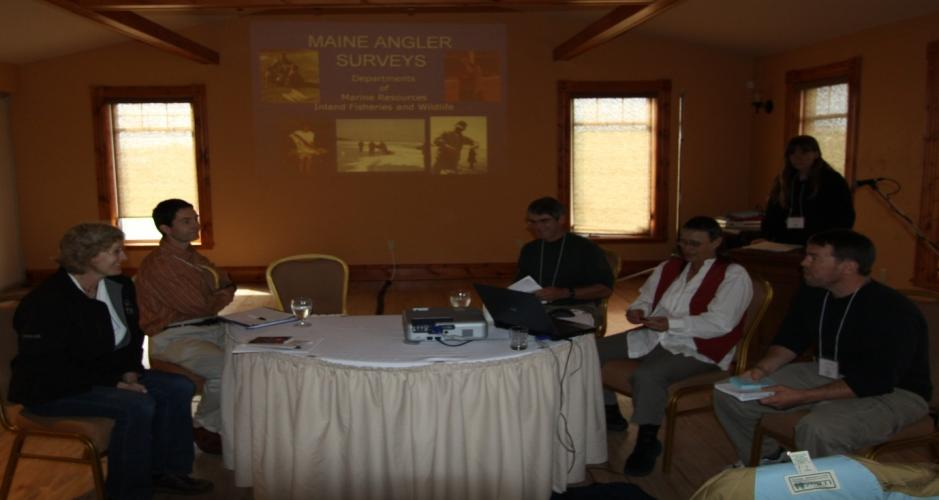 MAINE ANGLER
SURVEYS
Departments
of
Marine Resources
Inland Fisheries and Wildlife